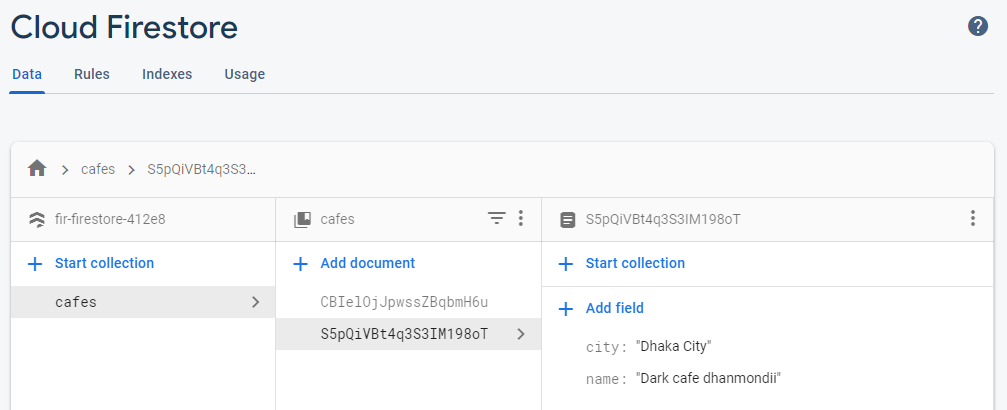 Cloud Firestore
?
Data Rules Indexes Usage
cafes S5pQiVBt4q3S3...
fir-firestore-412e8
cafes
S5pQiVBt4q3S3IM198oT
Start collection
Add document
Start collection
cafes
CBIelOjJpwssZBqbmH6u
S5pQiVBt4q3S3IM198oT
Add field
city: "Dhaka City"
name: "Dark cafe dhanmondii"